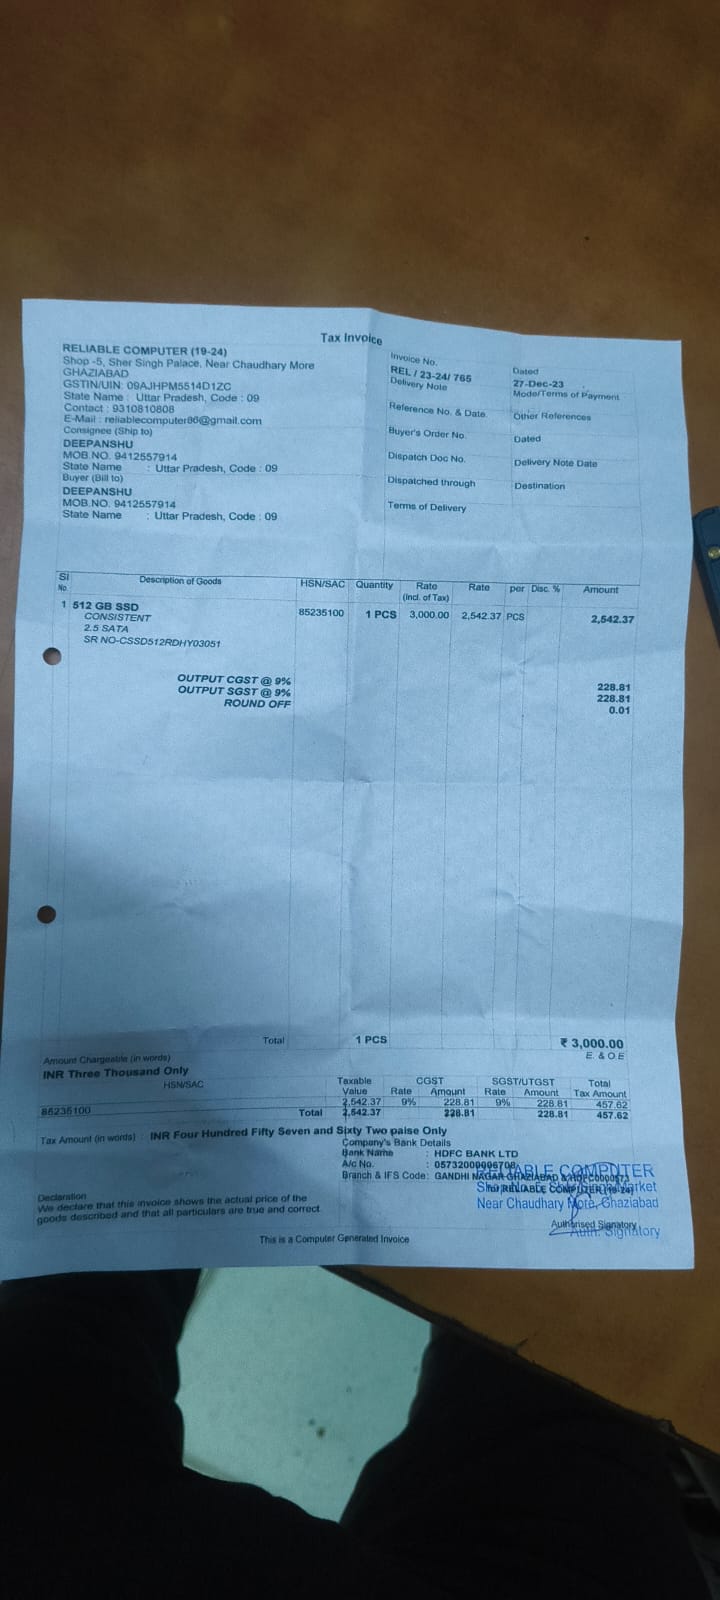 Tax Invoice
RELIABLE COMPUTER (19-24)
Shop -5, Sher Singh Palace, Near Chaudhary More
GHAZIABAD
GSTIN/UIN: 09AJHPM5514D1ZC
State Name : Uttar Pradesh, Code : 09
Contact : 9310810808
E-Mail : reliablecomputer86@gmail.com
Consignee (Ship to)
DEEPANSHU
MOB.NO. 9412557914
State Name : Uttar Pradesh, Code : 09
Buyer (Bill to)
DEEPANSHU
MOB.NO. 9412557914
State Name : Uttar Pradesh, Code : 09
Invoice No. Dated
REL / 23-24/ 765 27-Dec-23
Delivery Note Mode/Terms of Payment
Reference No. & Date. Other References
Buyer's Order No. Dated
Dispatch Doc No. Delivery Note Date
Dispatched through Destination
Terms of Delivery
Sl No. Description of Goods HSN/SAC Quantity Rate (Incl. of Tax) Rate per Disc. % Amount
1 512 GB SSD 85235100 1 PCS 3,000.00 2,542.37 PCS 2,542.37
CONSISTENT
2.5 SATA
SR NO-CSSD512RDHY03051
OUTPUT CGST @ 9% 228.81
OUTPUT SGST @ 9% 228.81
ROUND OFF 0.01
Total 1 PCS ₹ 3,000.00
Amount Chargeable (in words) E. & O.E
INR Three Thousand Only
HSN/SAC Taxable Value CGST Rate Amount SGST/UTGST Rate Amount Total Tax Amount
85235100 2,542.37 9% 228.81 9% 228.81 457.62
Total 2,542.37 228.81 228.81 457.62
Tax Amount (in words) : INR Four Hundred Fifty Seven and Sixty Two paise Only
Company's Bank Details
Bank Name : HDFC BANK LTD
A/c No. :
Branch & IFS Code : GANDHI NAGAR GHAZIABAD &
for RELIABLE COMPUTER (19-24)
RELIABLE COMPUTER
Market
Near Chaudhary More, Ghaziabad
Auth. Signatory
Declaration
We declare that this invoice shows the actual price of the
goods described and that all particulars are true and correct.
Authorised Signatory
This is a Computer Generated Invoice